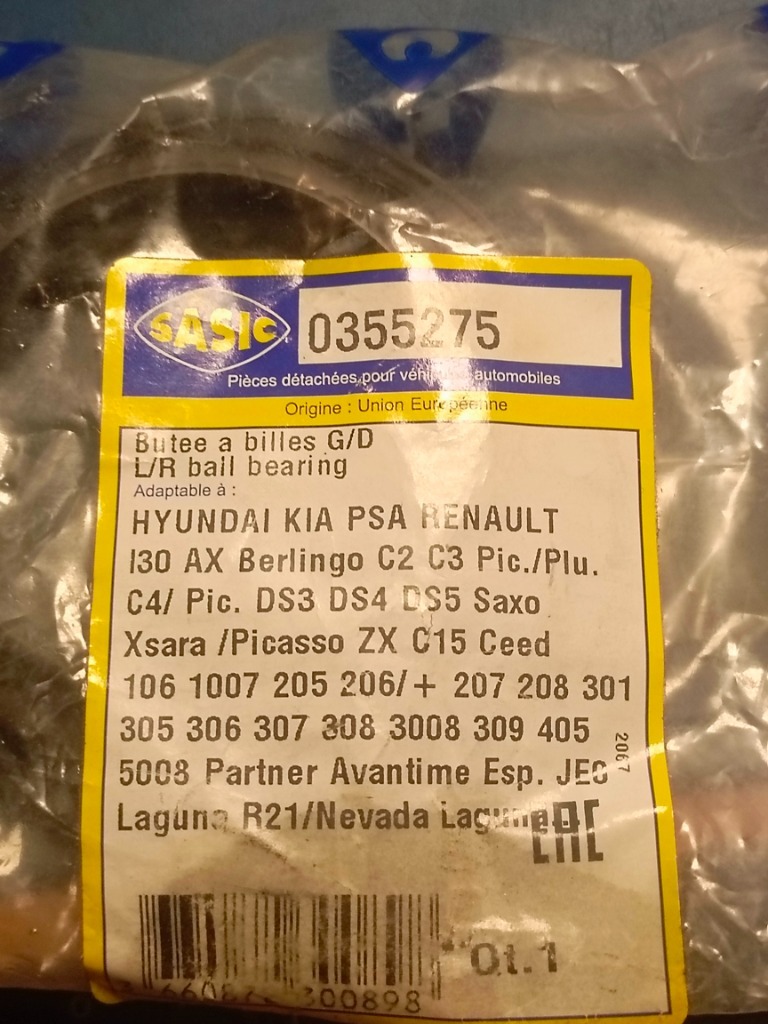 SASIC 0355275
Pièces détachées pour véhicules automobiles
Origine : Union Européenne
Butee a billes G/D
L/R ball bearing
Adaptable à :
HYUNDAI KIA PSA RENAULT
I30 AX Berlingo C2 C3 Pic./Plu.
C4/ Pic. DS3 DS4 DS5 Saxo
Xsara /Picasso ZX C15 Ceed
106 1007 205 206/+ 207 208 301
305 306 307 308 3008 309 405
2067
5008 Partner Avantime Esp. JE0
Laguna R21/Nevada Laguna
EAC
Qt.1
300898